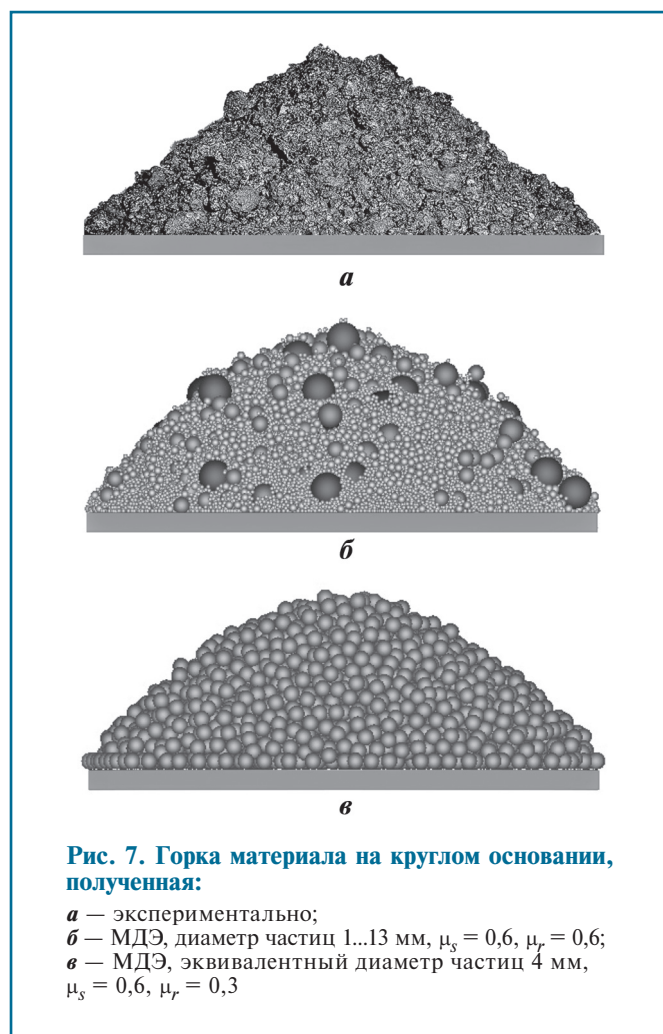 а
б
в
Рис. 7. Горка материала на круглом основании,
полученная:
а — экспериментально;
б — МДЭ, диаметр частиц 1...13 мм, μs = 0,6, μr = 0,6;
в — МДЭ, эквивалентный диаметр частиц 4 мм,
μs = 0,6, μr = 0,3